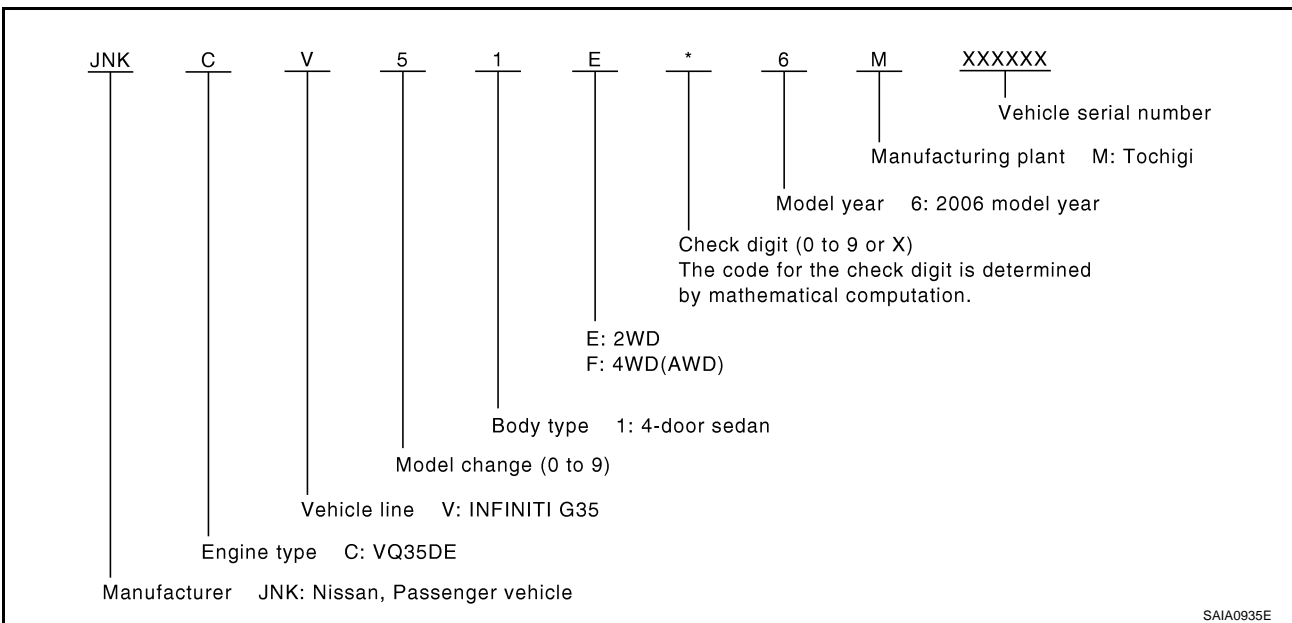 JNK C V 5 1 E * 6 M XXXXXX
Vehicle serial number
Manufacturing plant M: Tochigi
Model year 6: 2006 model year
Check digit (0 to 9 or X)
The code for the check digit is determined
by mathematical computation.
E: 2WD
F: 4WD(AWD)
Body type 1: 4-door sedan
Model change (0 to 9)
Vehicle line V: INFINITI G35
Engine type C: VQ35DE
Manufacturer JNK: Nissan, Passenger vehicle
SAIA0935E